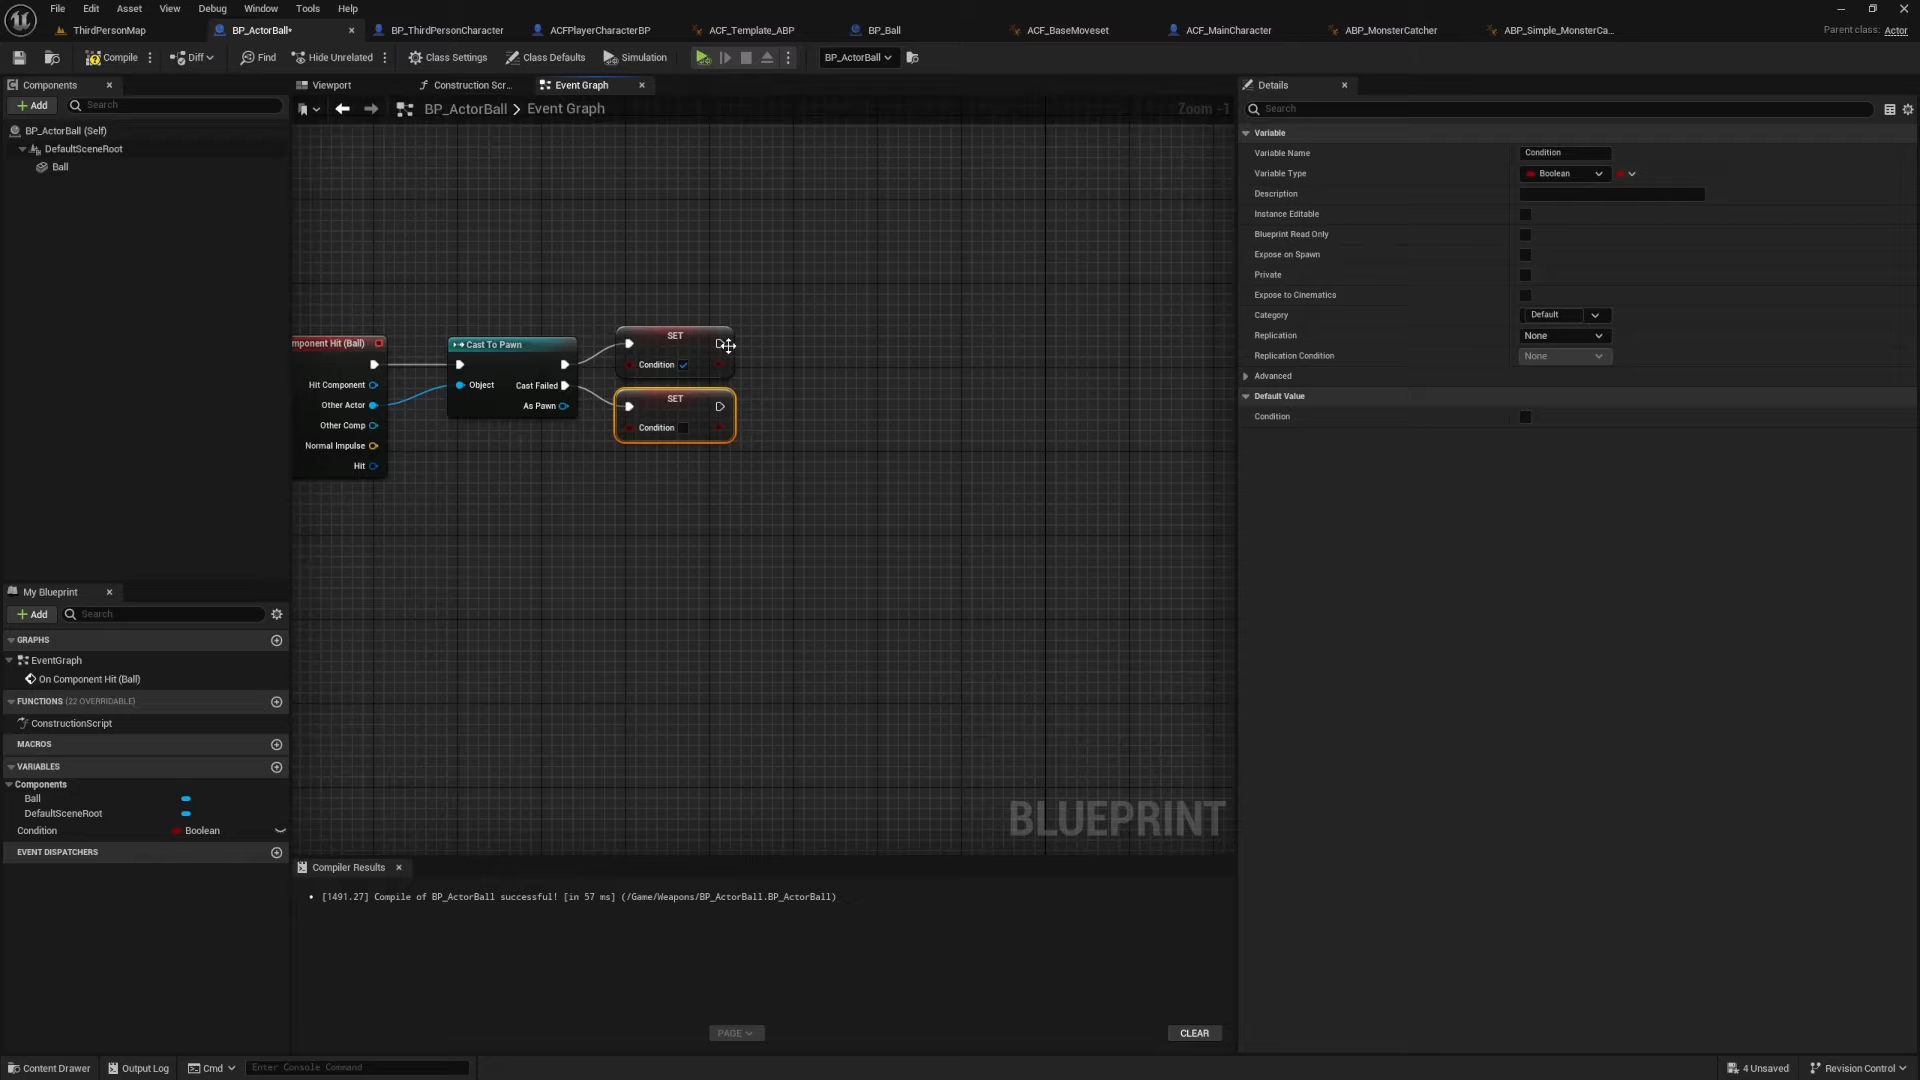 File Edit Asset View Debug Window Tools Help
ThirdPersonMap BP_ActorBall* BP_ThirdPersonCharacter ACFPlayerCharacterBP ACF_Template_ABP BP_Ball ACF_BaseMoveset ACF_MainCharacter ABP_MonsterCatcher ABP_Simple_MonsterCa... Parent class: Actor
Compile Diff Find Hide Unrelated Class Settings Class Defaults Simulation BP_ActorBall
Components Viewport Construction Scr... Event Graph Details
Add Search BP_ActorBall > Event Graph Zoom -1 Search
BP_ActorBall (Self)
DefaultSceneRoot
Ball
mponent Hit (Ball)
Hit Component
Other Actor
Other Comp
Normal Impulse
Hit
Cast To Pawn
Object Cast Failed
As Pawn
SET
Condition
SET
Condition
BLUEPRINT
Variable
Variable Name Condition
Variable Type Boolean
Description
Instance Editable
Blueprint Read Only
Expose on Spawn
Private
Expose to Cinematics
Category Default
Replication None
Replication Condition None
Advanced
Default Value
Condition
My Blueprint
Add Search
GRAPHS
EventGraph
On Component Hit (Ball)
FUNCTIONS (22 OVERRIDABLE)
ConstructionScript
MACROS
VARIABLES
Components
Ball
DefaultSceneRoot
Condition Boolean
EVENT DISPATCHERS
Compiler Results
[1491.27] Compile of BP_ActorBall successful! [in 57 ms] (/Game/Weapons/BP_ActorBall.BP_ActorBall)
PAGE CLEAR
Content Drawer Output Log Cmd Enter Console Command 4 Unsaved Revision Control